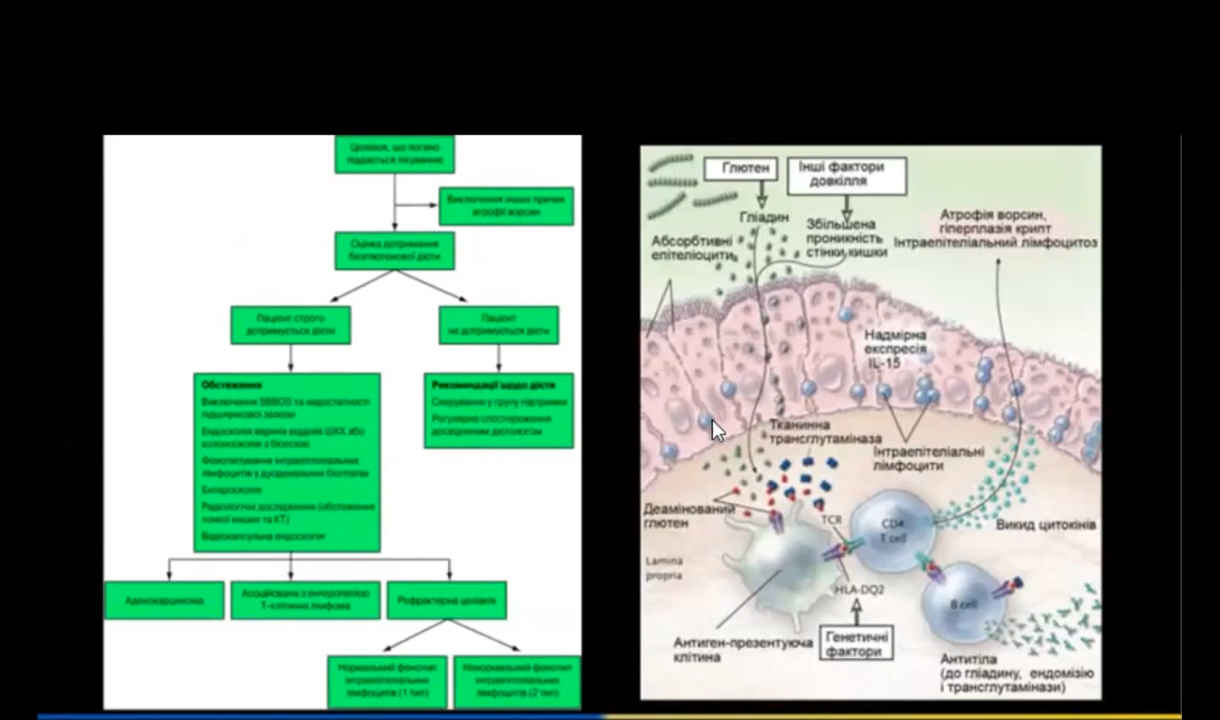 Целіакія, що погано
піддається лікуванню
Виключення інших причин
атрофії ворсин
Оцінка дотримання
безглютенової дієти
Пацієнт строго
дотримується дієти
Пацієнт
не дотримується дієти
Обстеження
Виключення SBBOS та недостатності
підшлункової залози
Ендоскопія верхніх відділів ШКК або
колоноскопія з біопсією
Фенотипування інтраепітеліальних
лімфоцитів у дуоденальних біоптатах
Ентероскопія
Радіологічні дослідження (обстеження
тонкої кишки та КТ)
Відеокапсульна ендоскопія
Рекомендації щодо дієти
Скерування у групу підтримки
Регулярне спостереження
досвідченим дієтологом
Аденокарцинома
Асоційована з ентеропатією
Т-клітинна лімфома
Рефрактерна целіакія
Нормальний фенотип
інтраепітеліальних
лімфоцитів (1 тип)
Ненормальний фенотип
інтраепітеліальних
лімфоцитів (2 тип)
Глютен
Інші фактори
довкілля
Гліадин
Збільшена
проникність
стінки кишки
Атрофія ворсин,
гіперплазія крипт
Інтраепітеліальний лімфоцитоз
Абсорбтивні
епітеліоцити
Надмірна
експресія
IL-15
Тканинна
трансглутаміназа
Інтраепітеліальні
лімфоцити
Деамінований
глютен
TCR
CD4
T cell
Викид цитокінів
Lamina
propria
HLA-DQ2
B cell
Антиген-презентуюча
клітина
Генетичні
фактори
Антитіла
(до гліадину, ендомізію
і трансглутамінази)